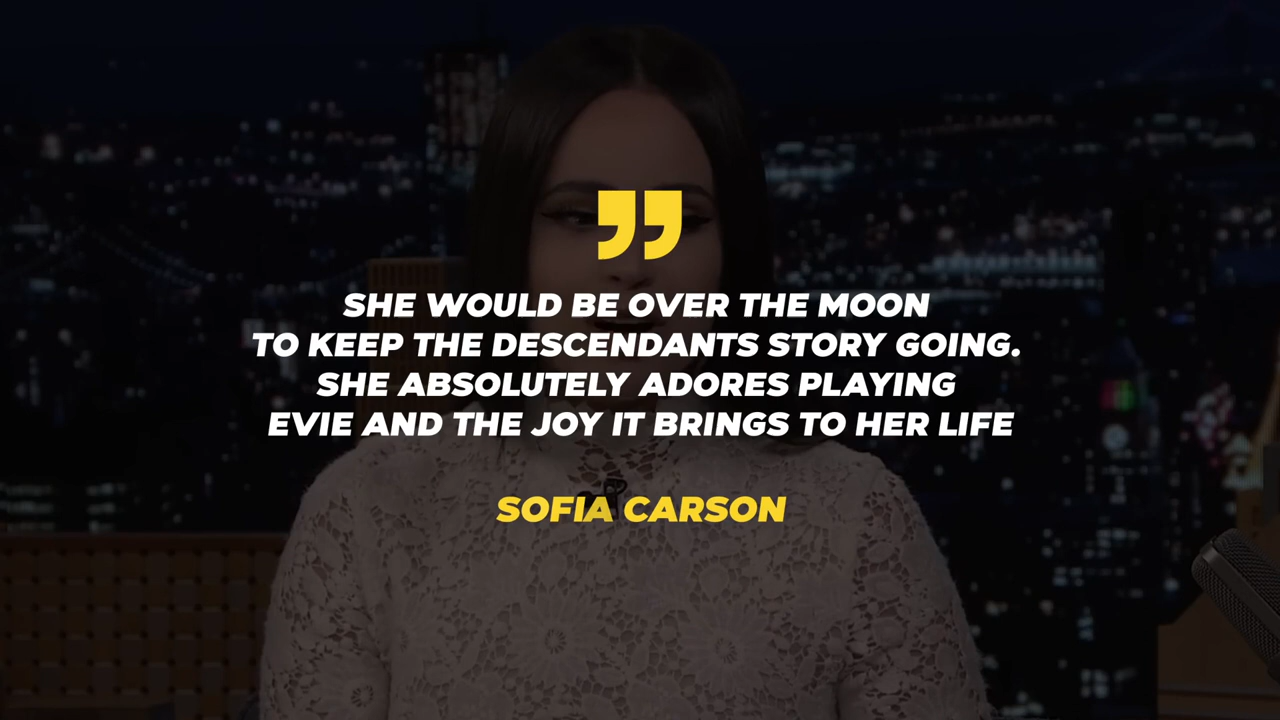 ”
SHE WOULD BE OVER THE MOON
TO KEEP THE DESCENDANTS STORY GOING.
SHE ABSOLUTELY ADORES PLAYING
EVIE AND THE JOY IT BRINGS TO HER LIFE
SOFIA CARSON